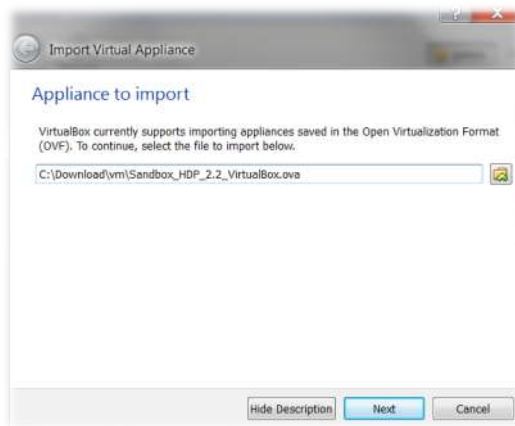 Import Virtual Appliance
Appliance to import
VirtualBox currently supports importing appliances saved in the Open Virtualization Format
(OVF). To continue, select the file to import below.
C:\Download\vm\Sandbox_HDP_2.2_VirtualBox.ova
Hide Description
Next
Cancel